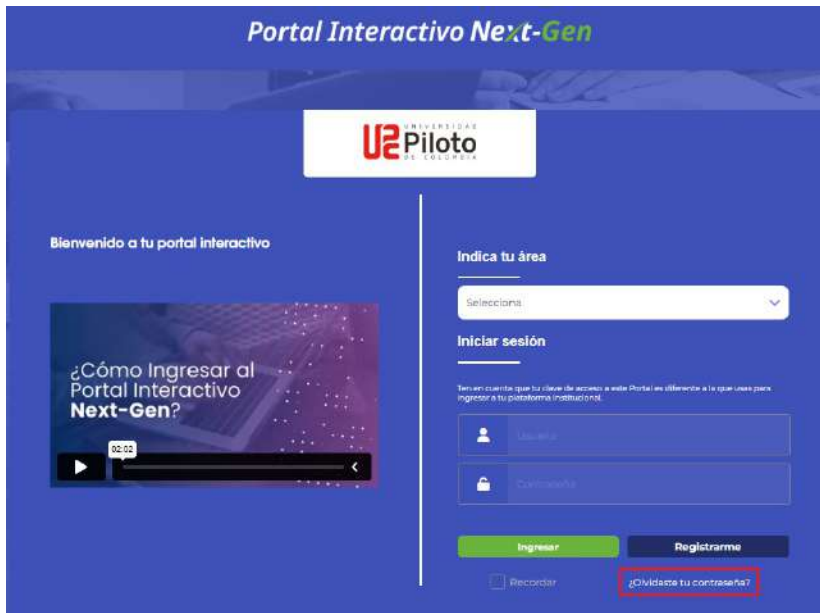 Portal Interactivo Next-Gen
UNIVERSIDAD
Piloto
DE COLOMBIA
Bienvenido a tu portal interactivo
¿Cómo Ingresar al
Portal Interactivo
Next-Gen?
02:02
Indica tu área
Selecciona
Iniciar sesión
Ten en cuenta que tu clave de acceso a este Portal es diferente a la que usas para
ingresar a tu plataforma institucional.
Usuario
Contraseña
Ingresar
Registrarme
Recordar
¿Olvidaste tu contraseña?